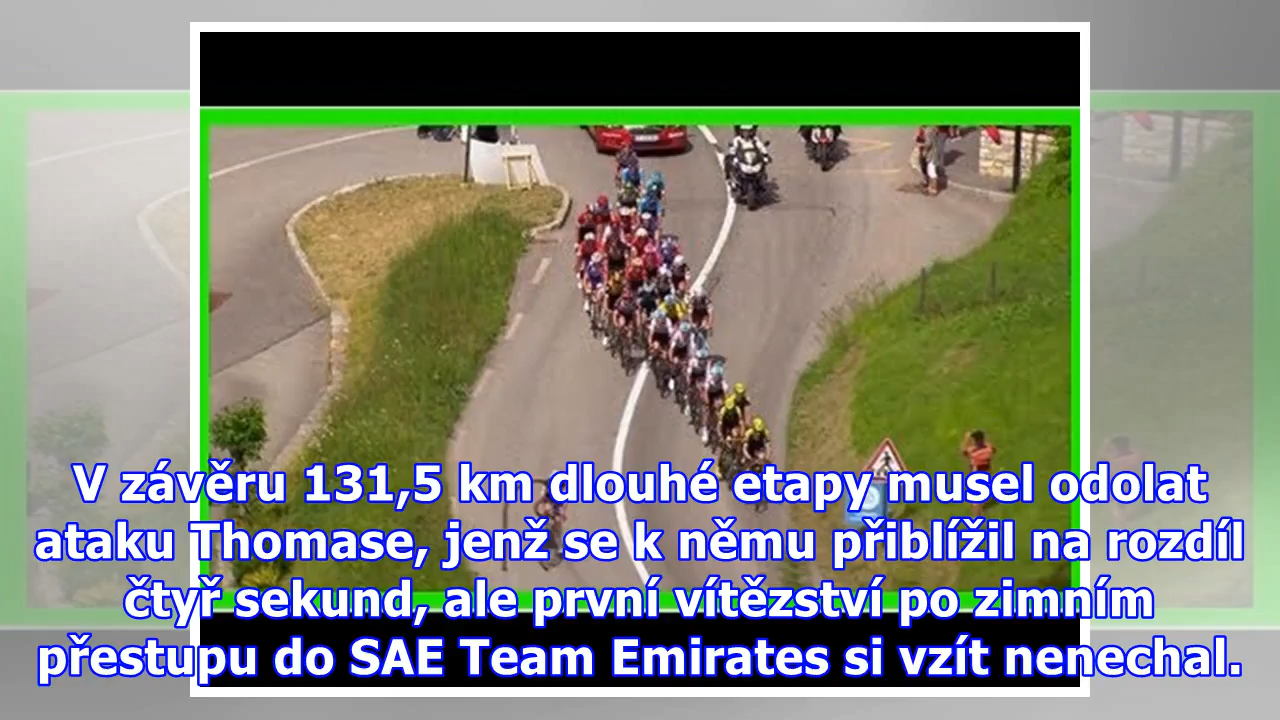 V závěru 131,5 km dlouhé etapy musel odolat
ataku Thomase, jenž se k němu přiblížil na rozdíl
čtyř sekund, ale první vítězství po zimním
přestupu do SAE Team Emirates si vzít nenechal.